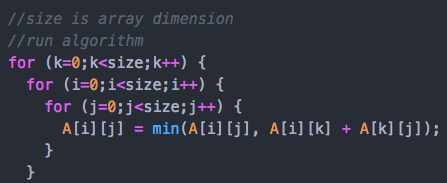 //size is array dimension
//run algorithm
for (k=0;k<size;k++) {
  for (i=0;i<size;i++) {
    for (j=0;j<size;j++) {
      A[i][j] = min(A[i][j], A[i][k] + A[k][j]);
    }
  }